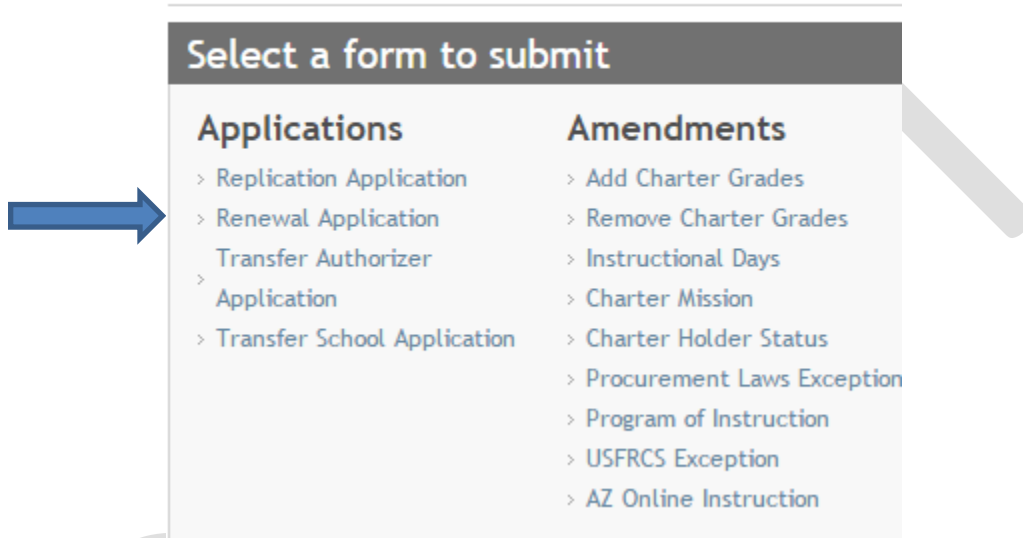 Select a form to submit
Applications
> Replication Application
> Renewal Application
> Transfer Authorizer
Application
> Transfer School Application
Amendments
> Add Charter Grades
> Remove Charter Grades
> Instructional Days
> Charter Mission
> Charter Holder Status
> Procurement Laws Exception
> Program of Instruction
> USFRCS Exception
> AZ Online Instruction